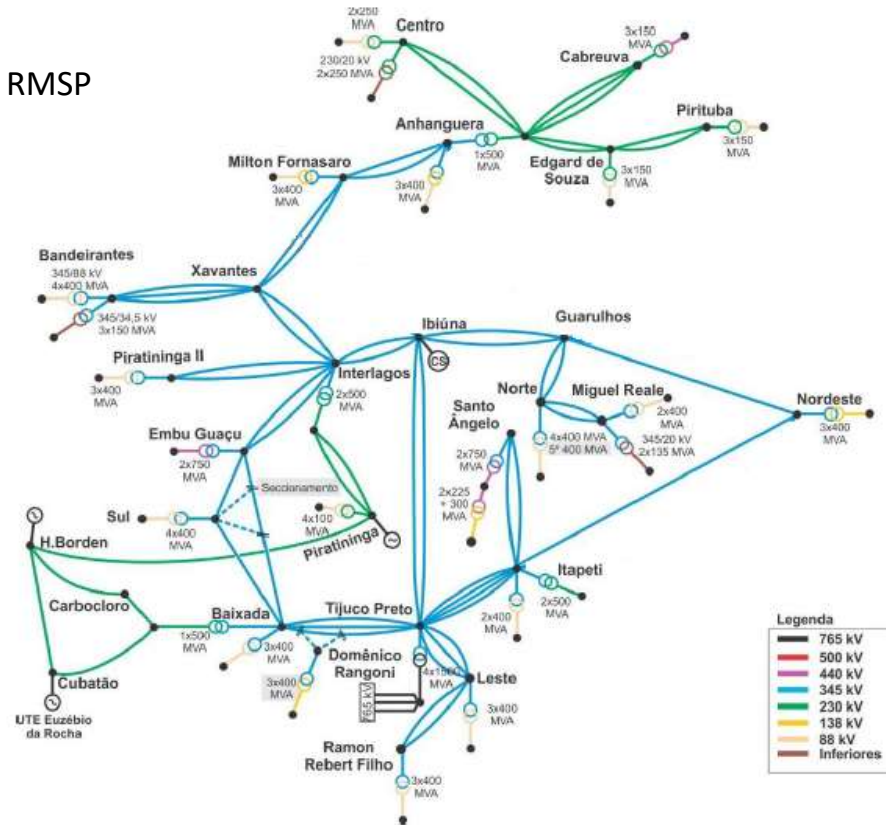 RMSP
2x250
MVA
Centro
230/20 kV
2x250 MVA
3x150
MVA
Cabreuva
Pirituba
3x150
MVA
Anhanguera
1x500
MVA
Edgard de
Souza
3x150
MVA
Milton Fornasaro
3x400
MVA
3x400
MVA
Bandeirantes
345/88 kV
4x400 MVA
345/34,5 kV
3x150 MVA
Xavantes
Ibiúna
CS
Guarulhos
Piratininga II
3x400
MVA
Interlagos
2x500
MVA
Norte
Miguel Reale
2x400
MVA
345/20 kV
2x135 MVA
4x400 MVA
5º 400 MVA
Nordeste
3x400
MVA
Santo
Ângelo
2x750
MVA
2x225
+ 300
MVA
Embu Guaçu
2x750
MVA
Seccionamento
Sul
4x400
MVA
4x100
MVA
Piratininga
H.Borden
Carbocloro
Baixada
1x500
MVA
3x400
MVA
Cubatão
UTE Euzébio
da Rocha
Tijuco Preto
Domênico
Rangoni
3x400
MVA
4x1500
MVA
765 kV
Itapeti
2x400
MVA
2x500
MVA
Leste
3x400
MVA
Ramon
Rebert Filho
3x400
MVA
Legenda
765 kV
500 kV
440 kV
345 kV
230 kV
138 kV
88 kV
Inferiores